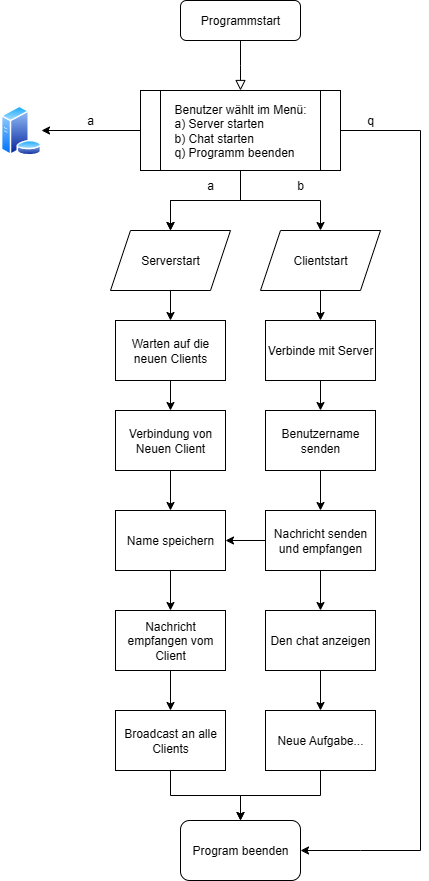 Programmstart
Benutzer wählt im Menü:
a) Server starten
b) Chat starten
q) Programm beenden
a
q
a
b
Serverstart
Clientstart
Warten auf die
neuen Clients
Verbinde mit Server
Verbindung von
Neuen Client
Benutzername
senden
Name speichern
Nachricht senden
und empfangen
Nachricht
empfangen vom
Client
Den chat anzeigen
Broadcast an alle
Clients
Neue Aufgabe...
Program beenden